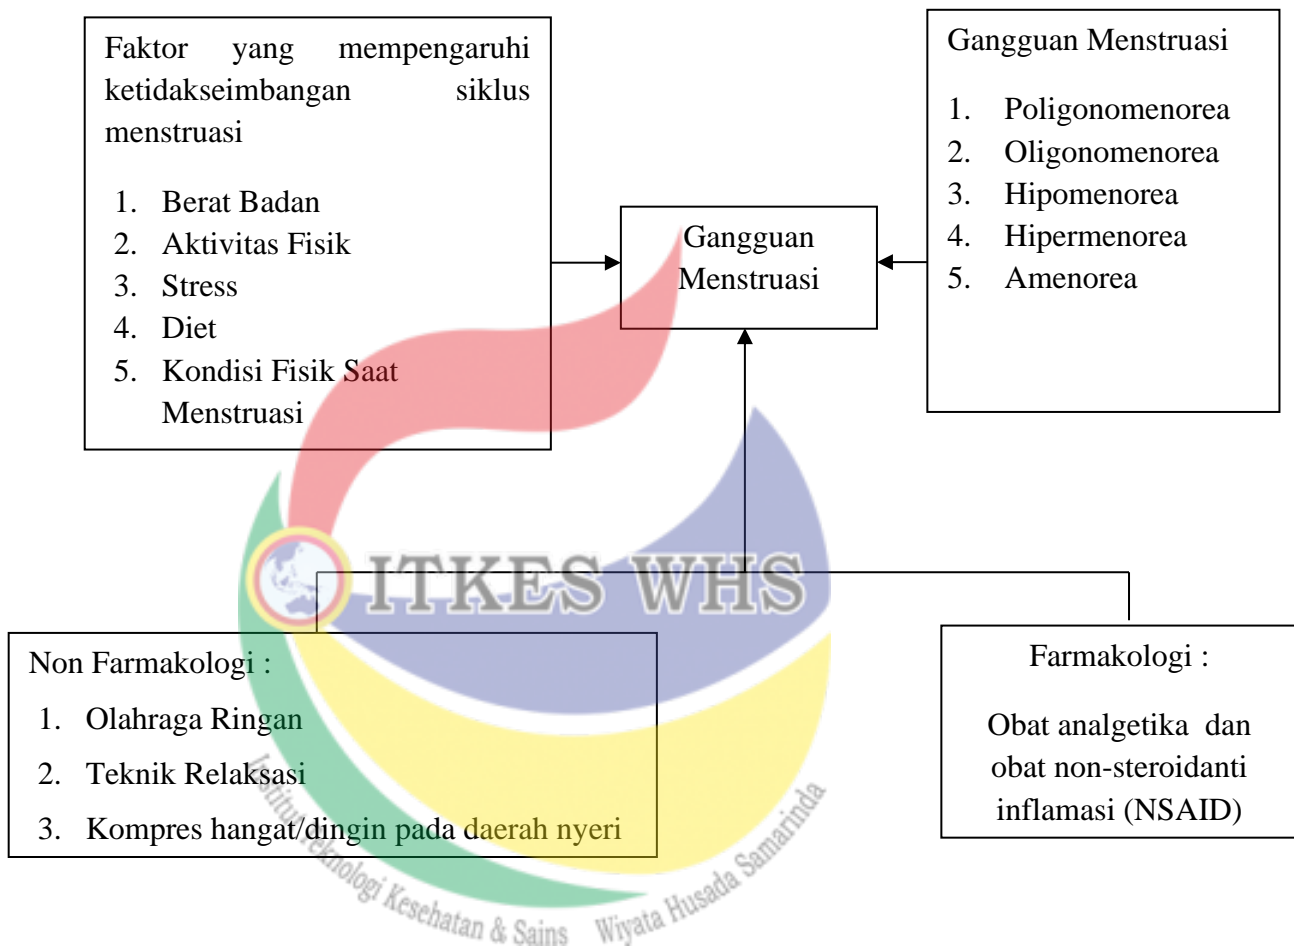 Faktor yang mempengaruhi
ketidakseimbangan siklus
menstruasi
1. Berat Badan
2. Aktivitas Fisik
3. Stress
4. Diet
5. Kondisi Fisik Saat
Menstruasi
Gangguan
Menstruasi
Gangguan Menstruasi
1. Poligonomenorea
2. Oligonomenorea
3. Hipomenorea
4. Hipermenorea
5. Amenorea
ITKES WHS
Non Farmakologi :
1. Olahraga Ringan
2. Teknik Relaksasi
3. Kompres hangat/dingin pada daerah nyeri
Farmakologi :
Obat analgetika dan
obat non-steroidanti
inflamasi (NSAID)
Institut Teknologi Kesehatan & Sains Wiyata Husada Samarinda